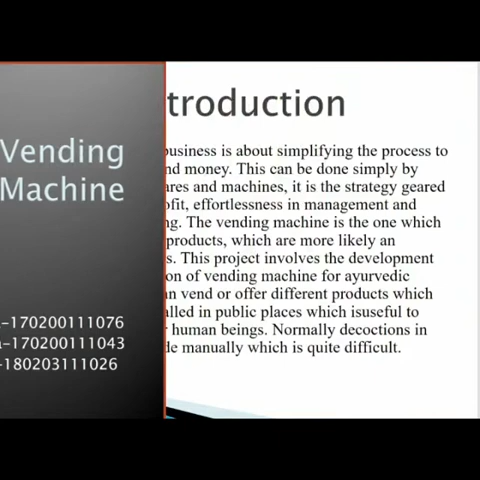 Vending
Machine
-170200111076
-170200111043
-180203111026
troduction
usiness is about simplifying the process to
nd money. This can be done simply by
ares and machines, it is the strategy geared
fit, effortlessness in management and
ng. The vending machine is the one which
products, which are more likely an
s. This project involves the development
on of vending machine for ayurvedic
n vend or offer different products which
alled in public places which isuseful to
human beings. Normally decoctions in
de manually which is quite difficult.